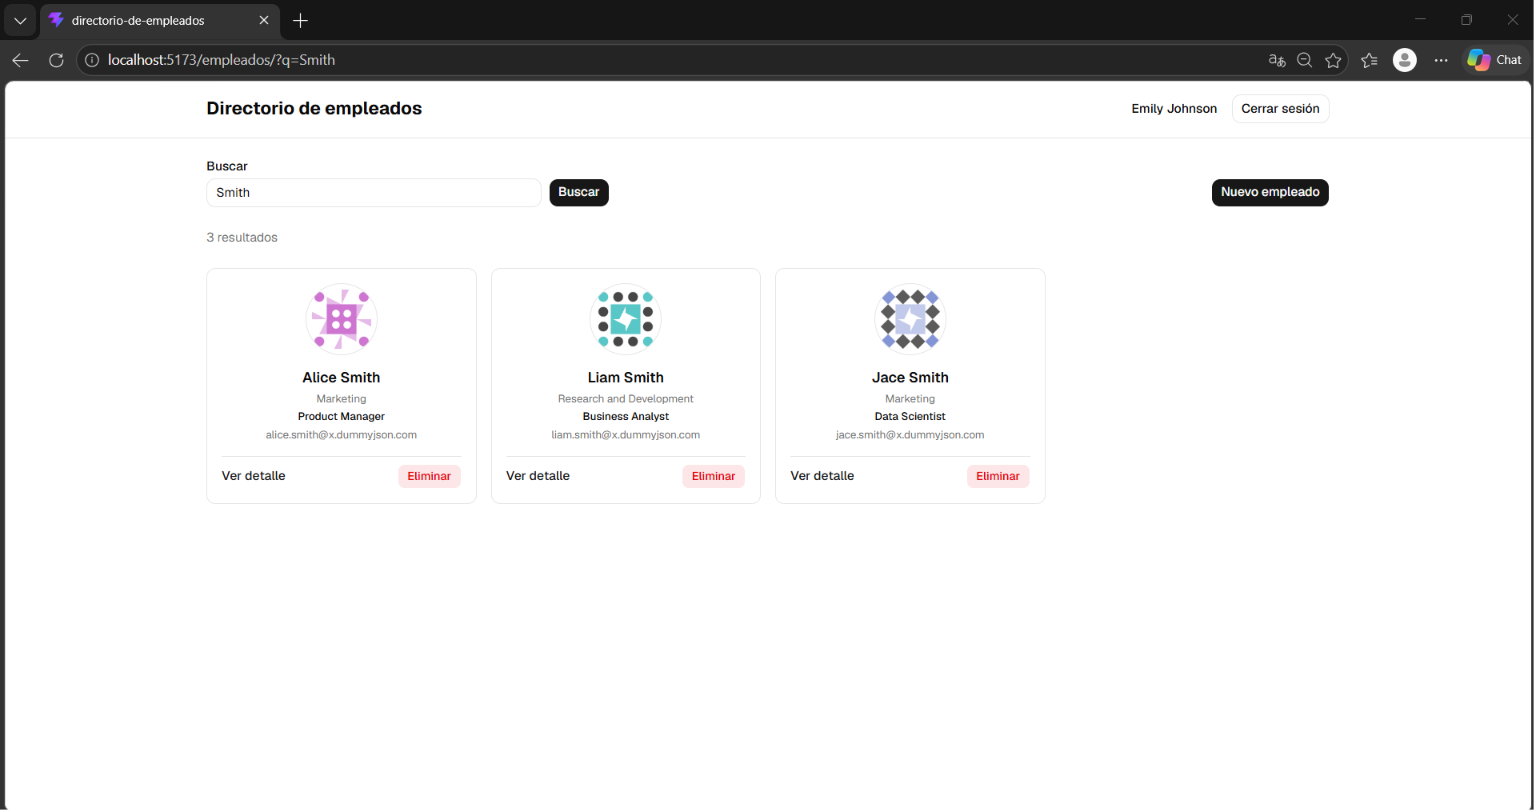 directorio-de-empleados
localhost:5173/empleados/?q=Smith
Chat
Directorio de empleados
Emily Johnson
Cerrar sesión
Buscar
Smith
Buscar
Nuevo empleado
3 resultados
Alice Smith
Marketing
Product Manager
alice.smith@x.dummyjson.com
Ver detalle
Eliminar
Liam Smith
Research and Development
Business Analyst
liam.smith@x.dummyjson.com
Ver detalle
Eliminar
Jace Smith
Marketing
Data Scientist
jace.smith@x.dummyjson.com
Ver detalle
Eliminar